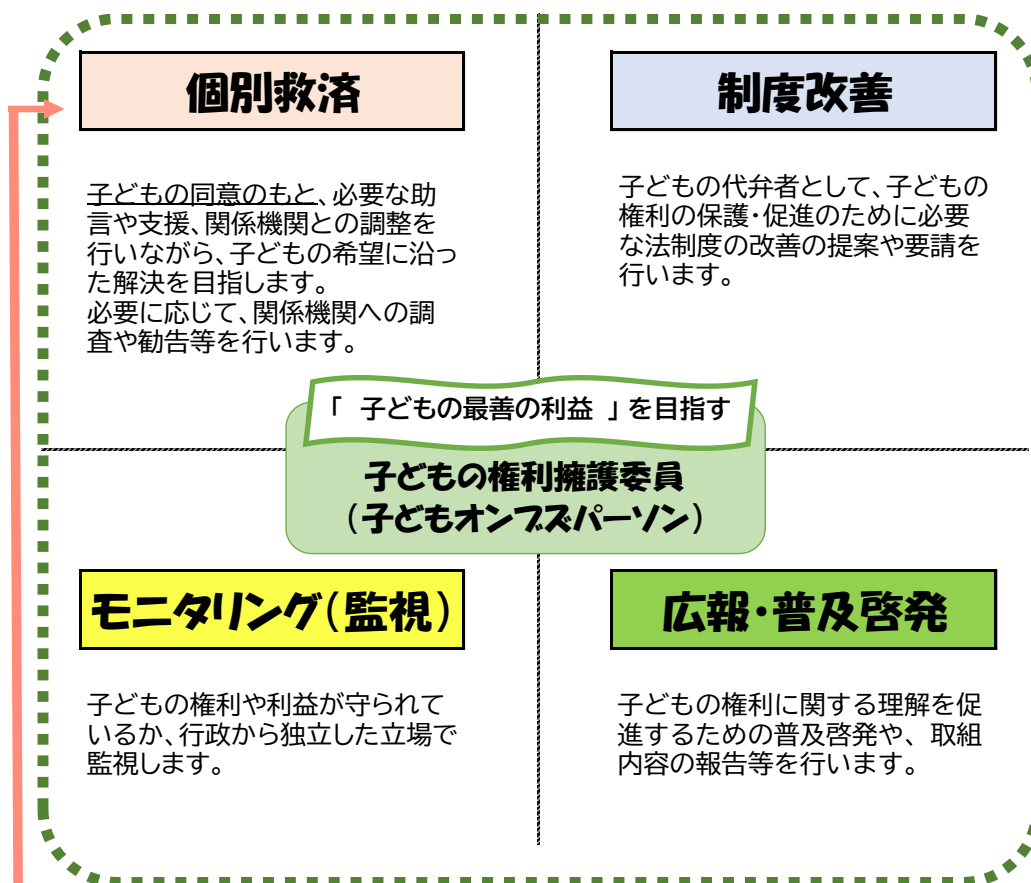 個別救済
子どもの同意のもと、必要な助
言や支援、関係機関との調整を
行いながら、子どもの希望に沿っ
た解決を目指します。
必要に応じて、関係機関への調
査や勧告等を行います。
制度改善
子どもの代弁者として、子どもの
権利の保護・促進のために必要
な法制度の改善の提案や要請を
行います。
「 子どもの最善の利益 」を目指す
子どもの権利擁護委員
(子どもオンブズパーソン)
モニタリング(監視)
子どもの権利や利益が守られて
いるか、行政から独立した立場で
監視します。
広報・普及啓発
子どもの権利に関する理解を促
進するための普及啓発や、取組
内容の報告等を行います。